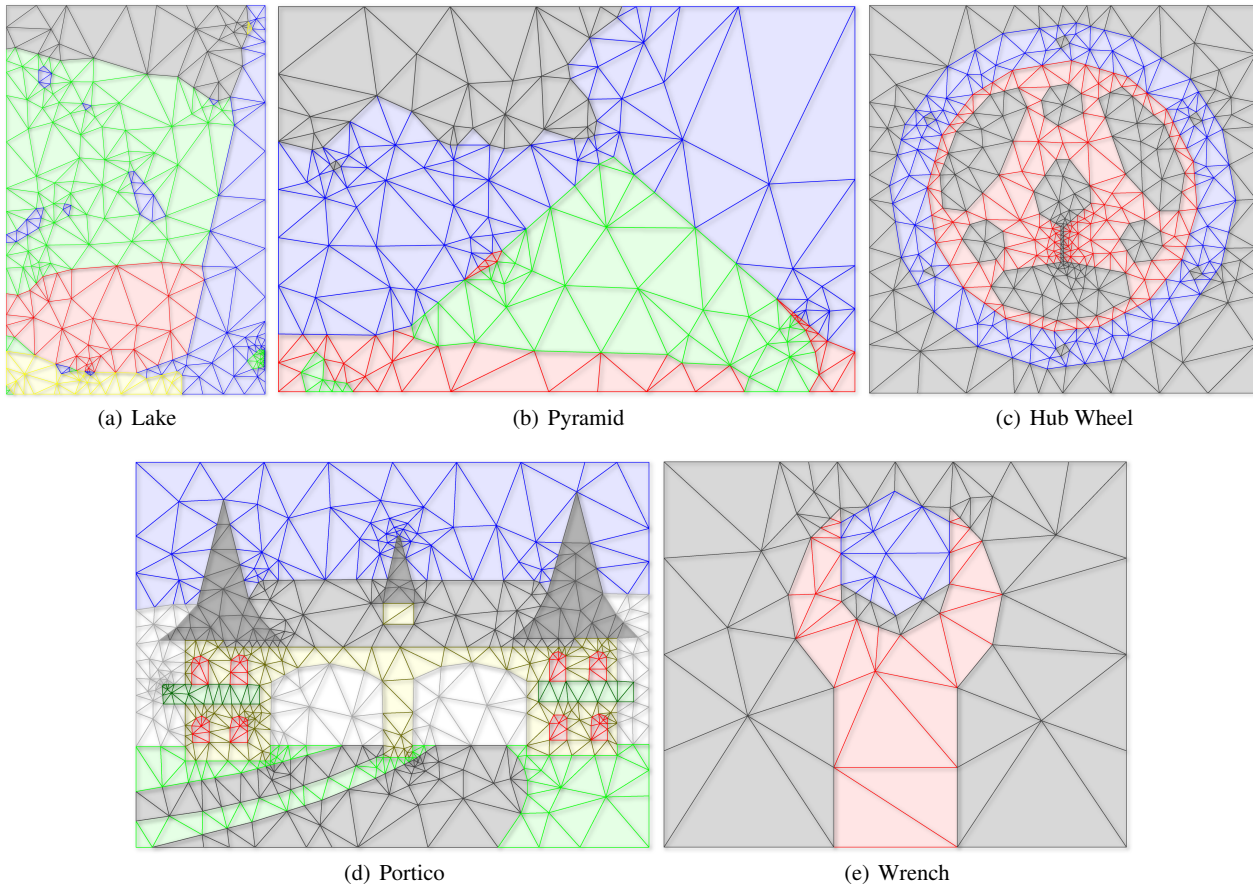 (a) Lake
(b) Pyramid
(c) Hub Wheel
(d) Portico
(e) Wrench